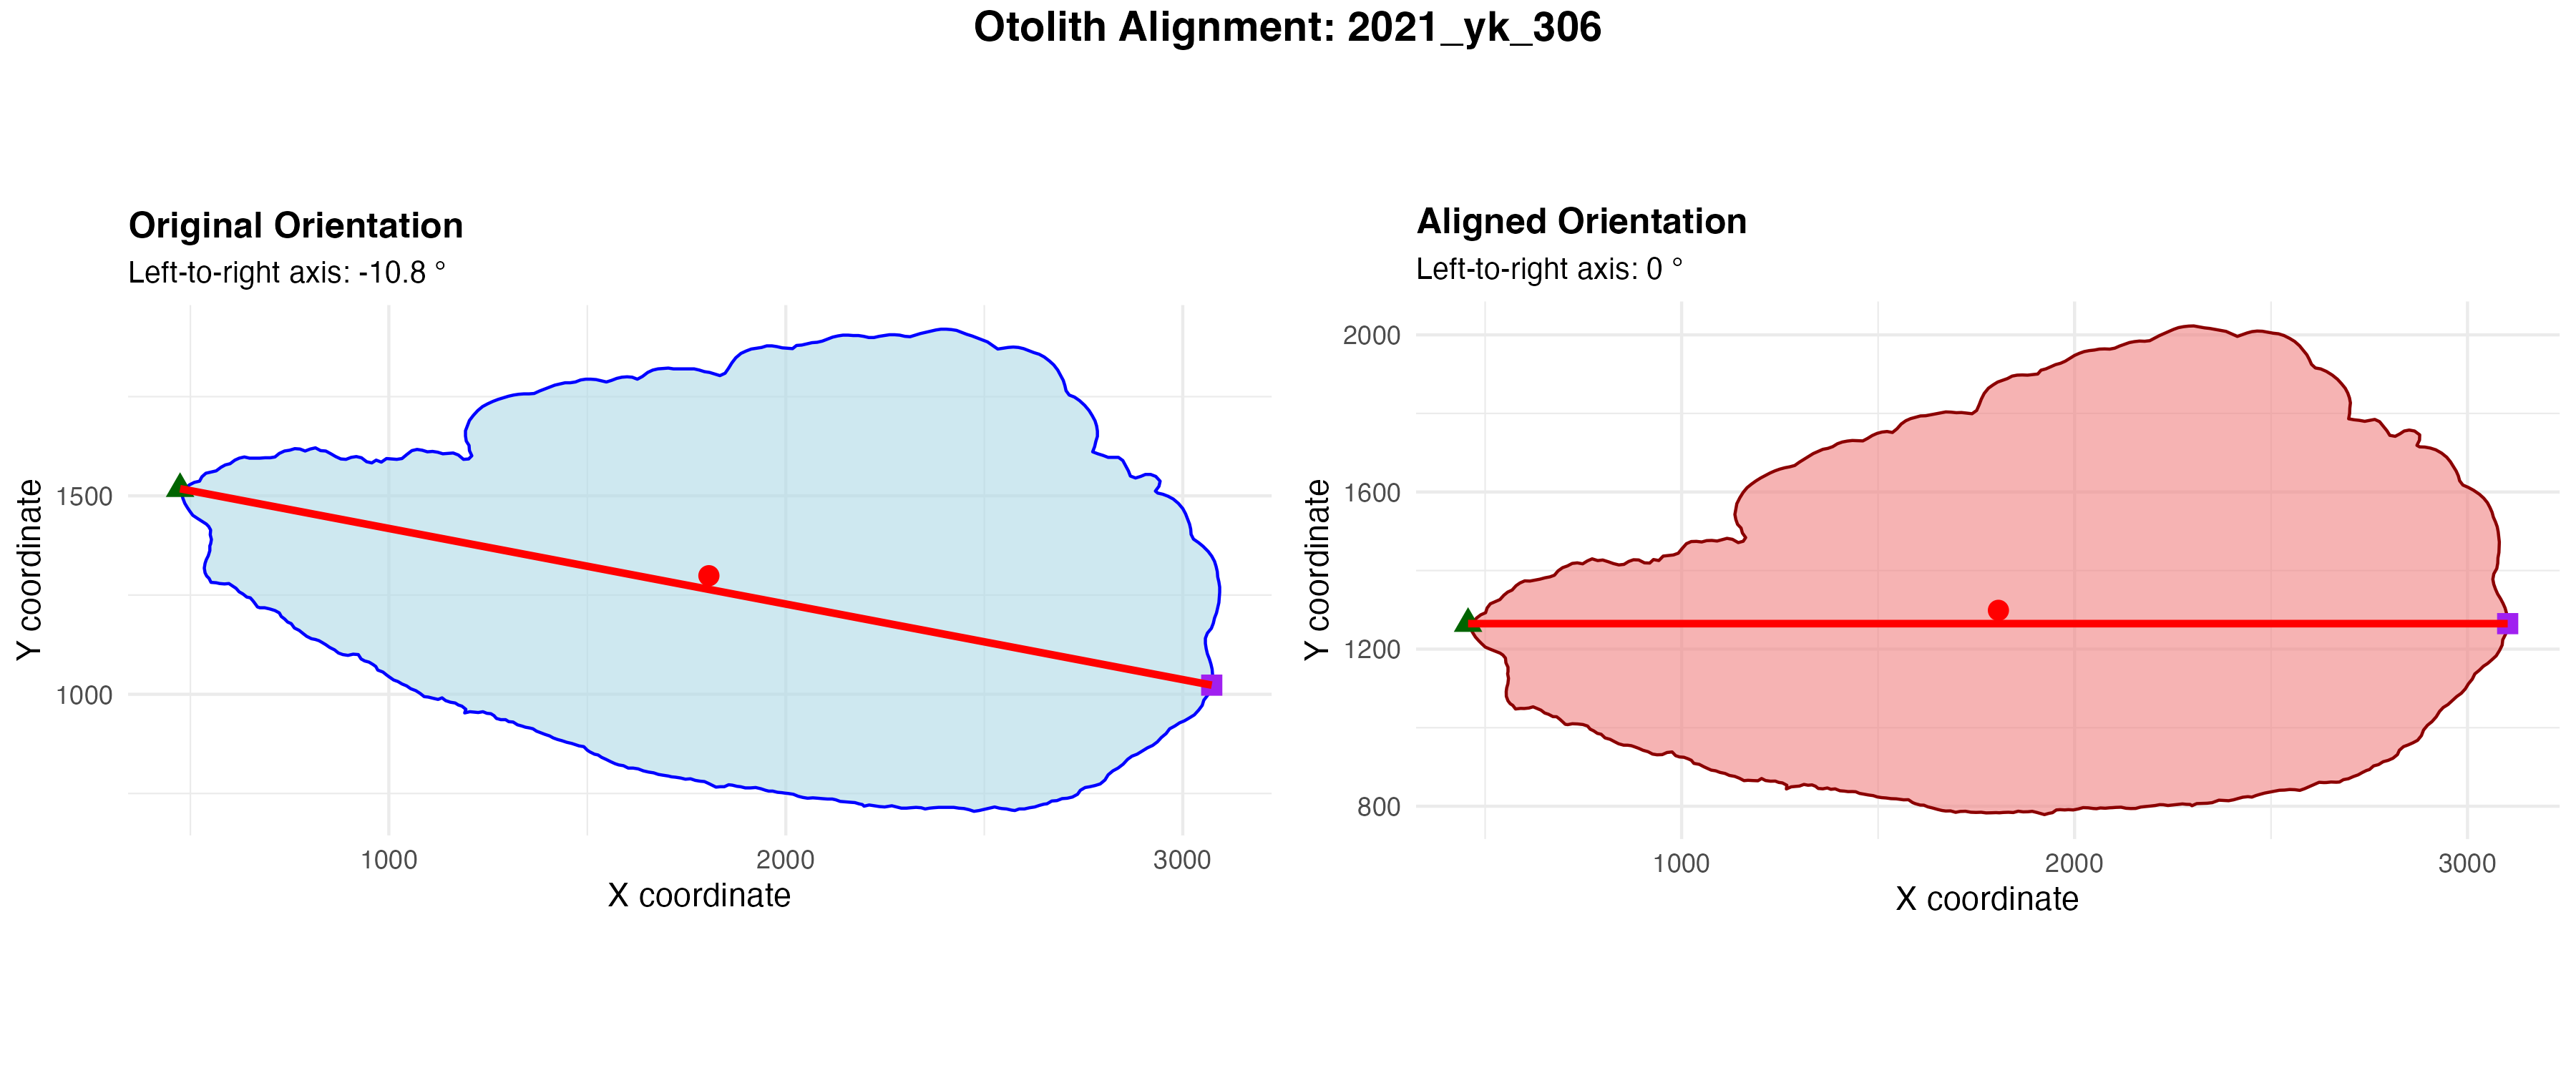 Otolith Alignment: 2021_yk_306
Original Orientation
Left-to-right axis: -10.8 °
Y coordinate
1500
1000
1000
2000
3000
X coordinate
Aligned Orientation
Left-to-right axis: 0 °
Y coordinate
2000
1600
1200
800
1000
2000
3000
X coordinate